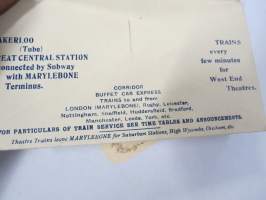 AKERLOO
(Tube)
REAT CENTRAL STATION
onnected by Subway
with MARYLEBONE
Terminus.
TRAINS
every
few minutes
for
West End
Theatres.
CORRIDOR
BUFFET CAR EXPRESS
TRAINS to and from
LONDON (MARYLEBONE), Rugby, Leicester,
Nottingham, Sheffield, Huddersfield, Bradford,
Manchester, Leeds, York, etc.
FOR PARTICULARS OF TRAIN SERVICE SEE TIME TABLES AND ANNOUNCEMENTS.
Theatre Trains leave MARYLEBONE for Suburban Stations, High Wycombe, Chesham, etc.